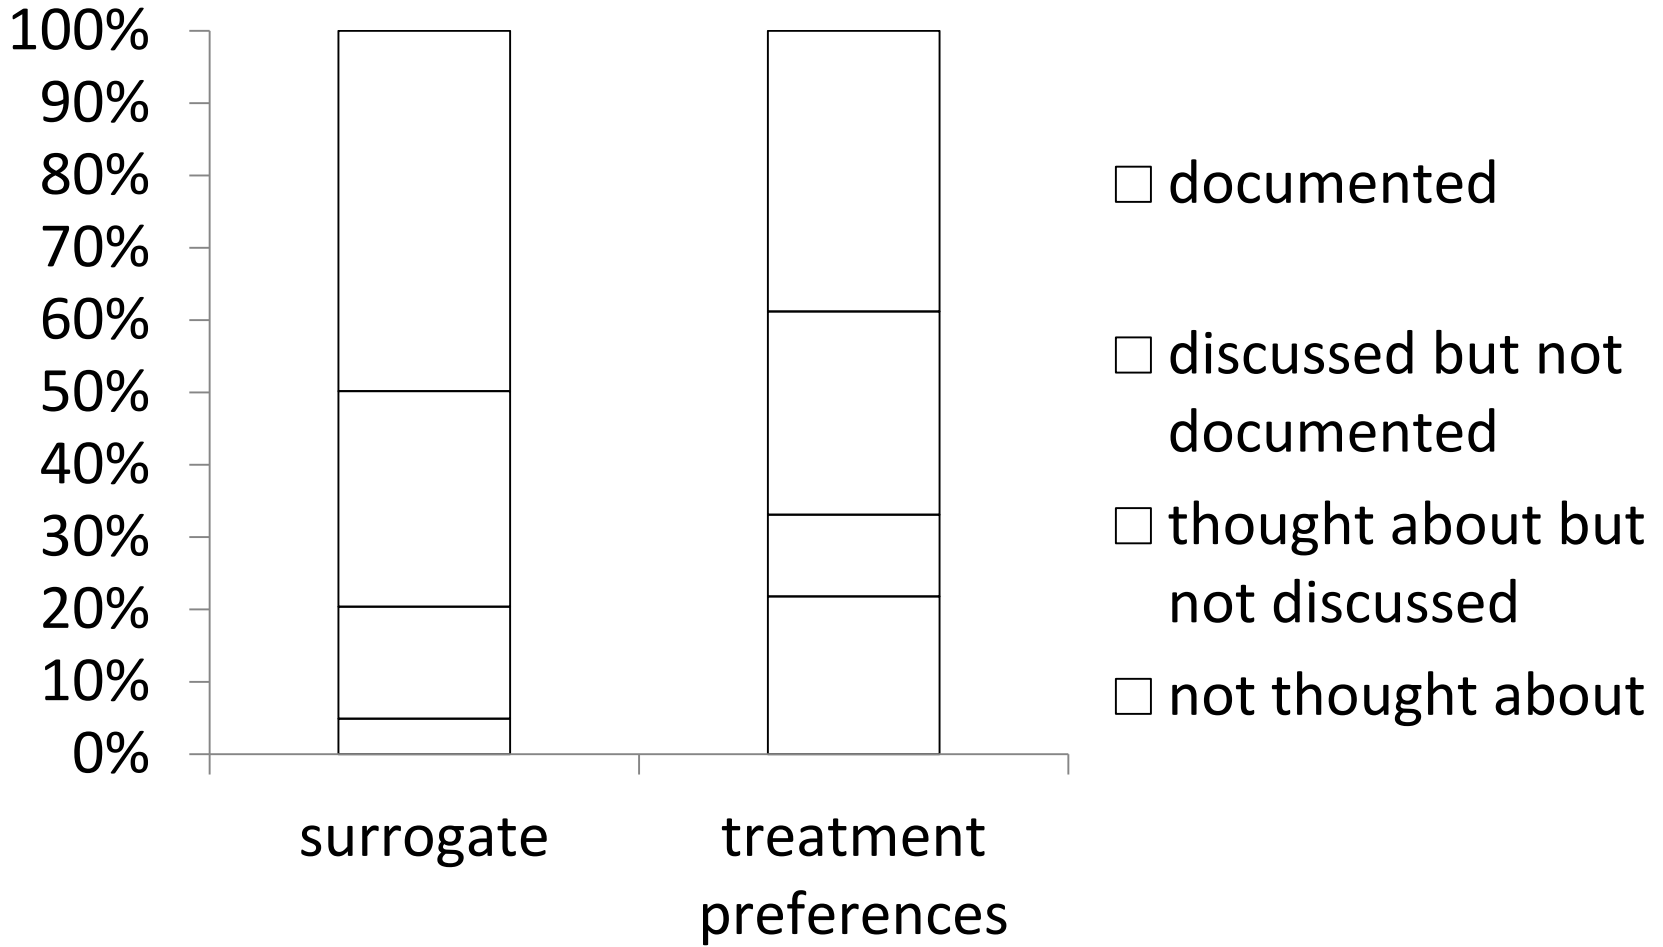 100%
90%
80%
70%
60%
50%
40%
30%
20%
10%
0%
surrogate
treatment
preferences
documented
discussed but not
documented
thought about but
not discussed
not thought about